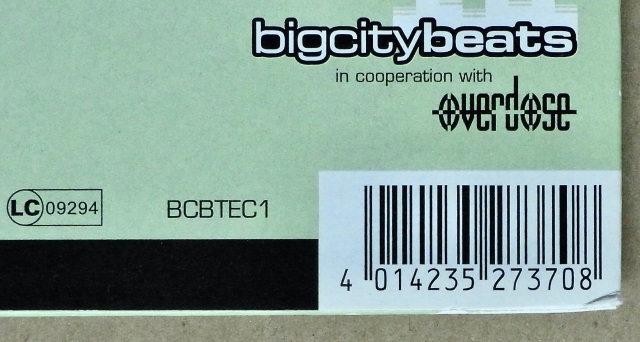 bigcitybeats
in cooperation with
overdose
LC 09294
BCBTEC1
4 014235 273708